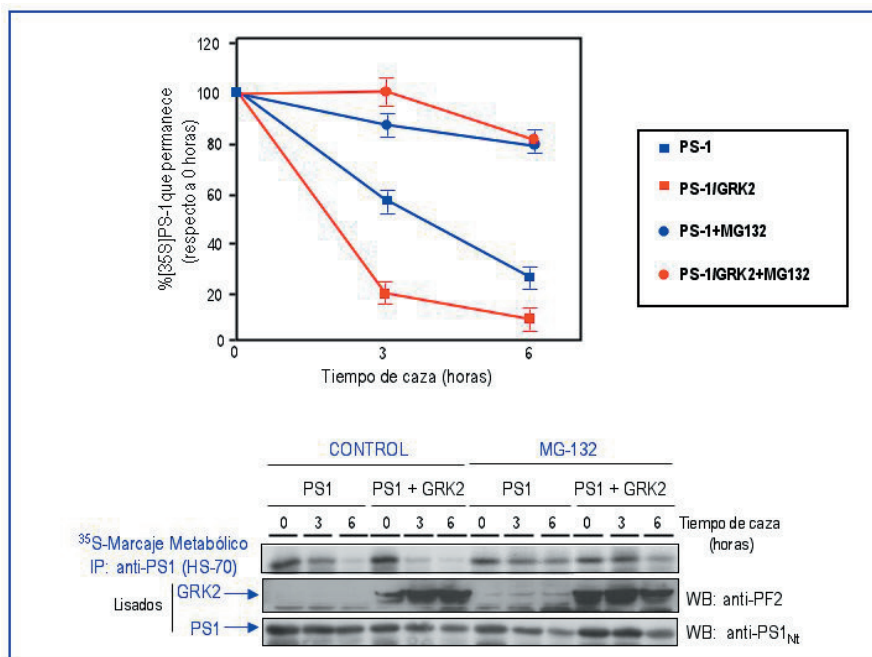 120
100
80
60
40
20
0
%[35S]PS-1 que permanece
(respecto a 0 horas)
0 3 6
Tiempo de caza (horas)
PS-1
PS-1/GRK2
PS-1+MG132
PS-1/GRK2+MG132
CONTROL MG-132
PS1 PS1 + GRK2 PS1 PS1 + GRK2
0 3 6 0 3 6 0 3 6 0 3 6 Tiempo de caza
(horas)
35S-Marcaje Metabólico
IP: anti-PS1 (HS-70)
Lisados
GRK2 WB: anti-PF2
PS1 WB: anti-PS1Nt